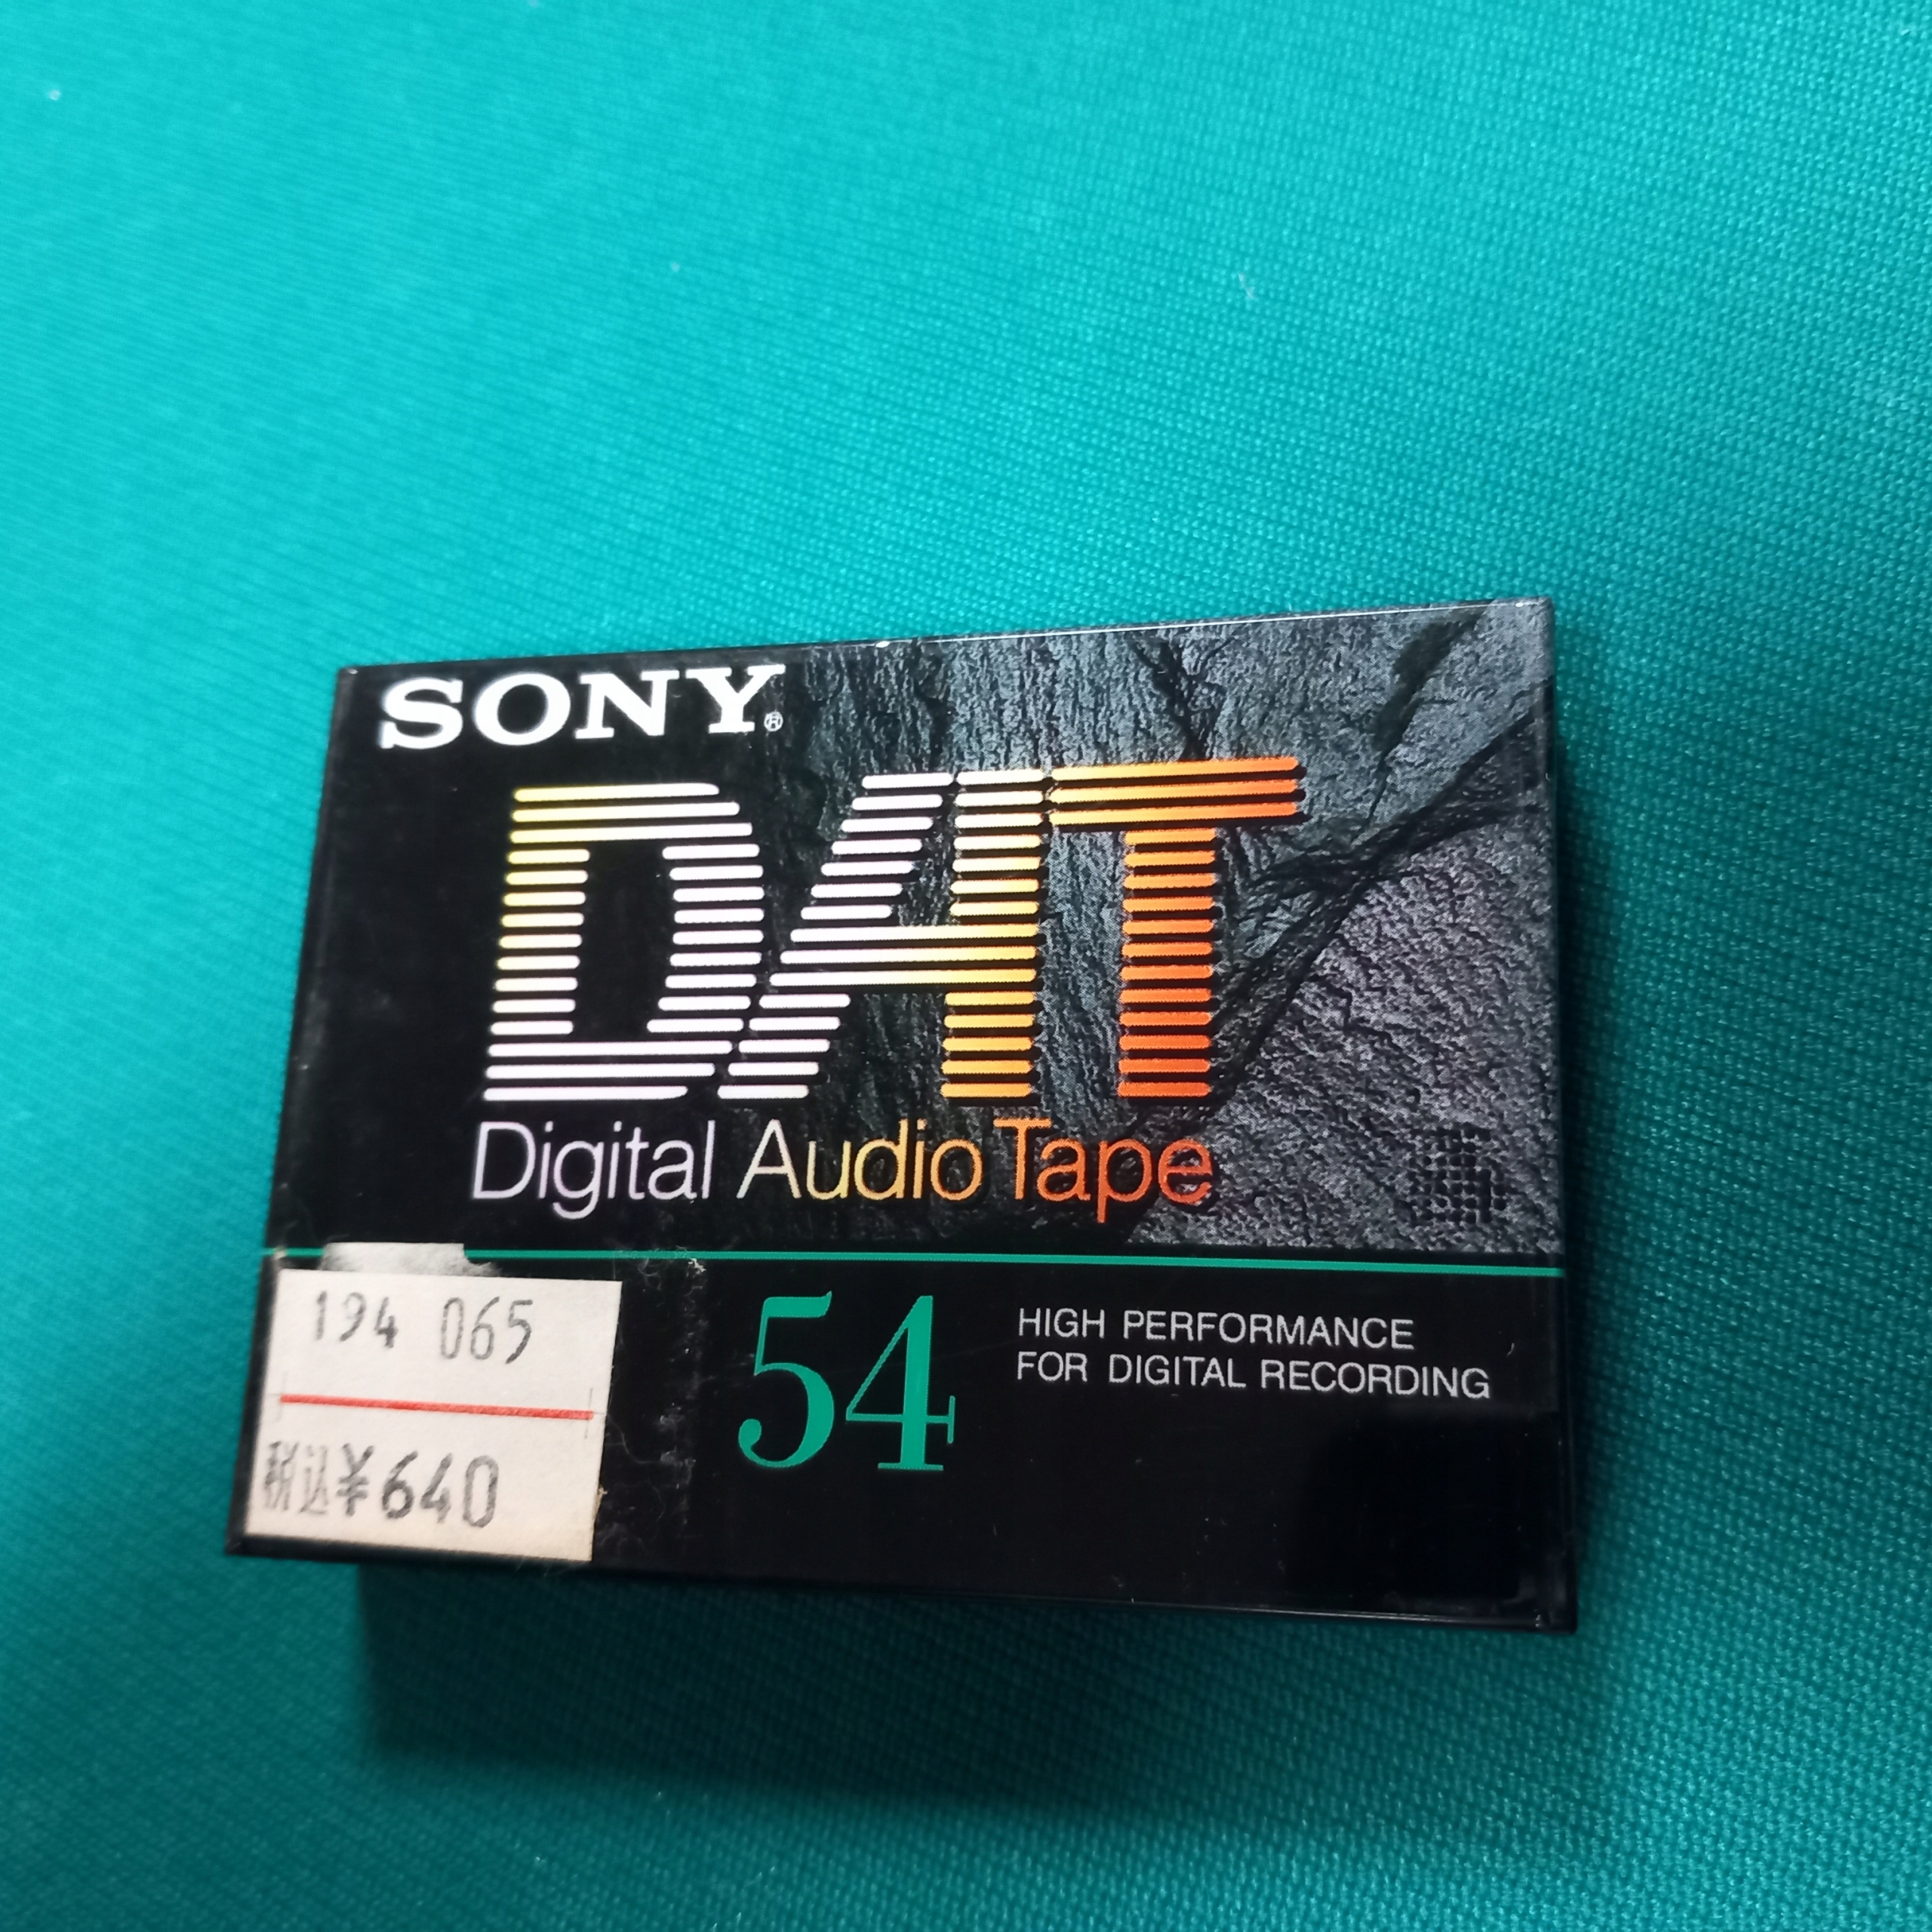 SONY®
DAT
Digital Audio Tape
194 065
税込¥640
54
HIGH PERFORMANCE
FOR DIGITAL RECORDING